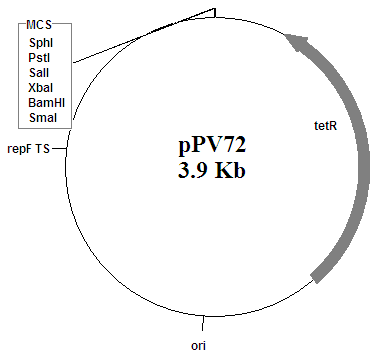 MCS
SphI
PstI
SalI
XbaI
BamHI
SmaI
repF TS
tetR
pPV72
3.9 Kb
ori